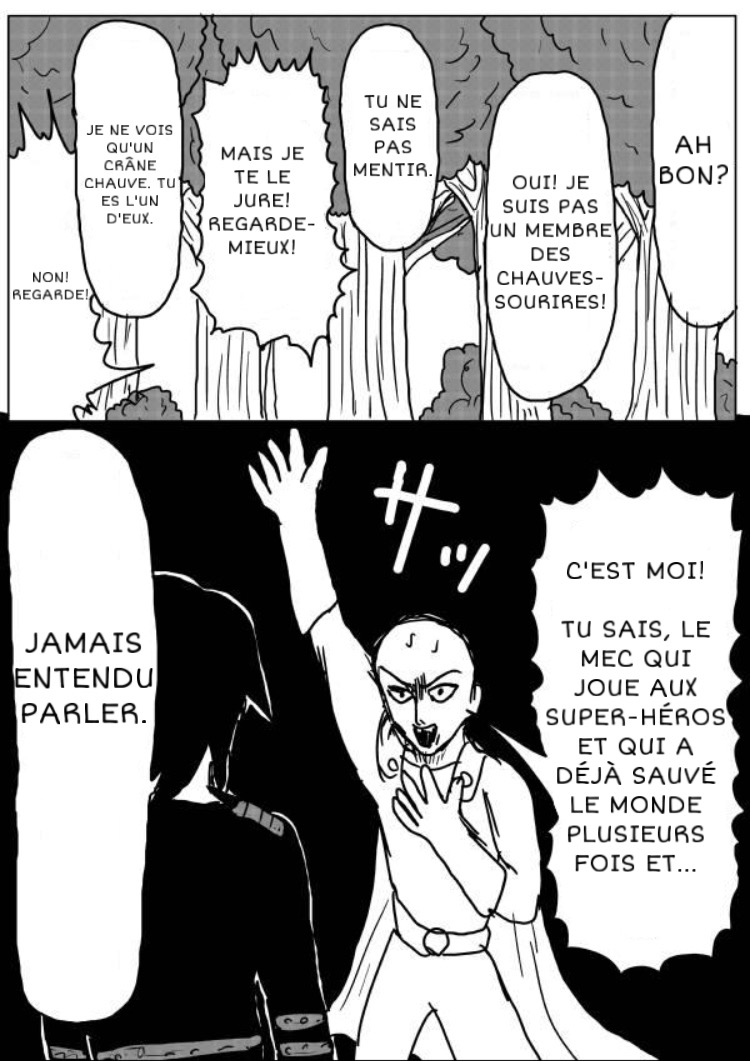 AH
BON?
OUI! JE
SUIS PAS
UN MEMBRE
DES
CHAUVES-
SOURIRES!
TU NE
SAIS
PAS
MENTIR.
MAIS JE
TE LE
JURE!
REGARDE-
MIEUX!
JE NE VOIS
QU'UN
CRÂNE
CHAUVE. TU
ES L'UN
D'EUX.
NON!
REGARDE!
C'EST MOI!
TU SAIS, LE
MEC QUI
JOUE AUX
SUPER-HÉROS
ET QUI A
DÉJÀ SAUVÉ
LE MONDE
PLUSIEURS
FOIS ET...
サッ
JAMAIS
ENTENDU
PARLER.